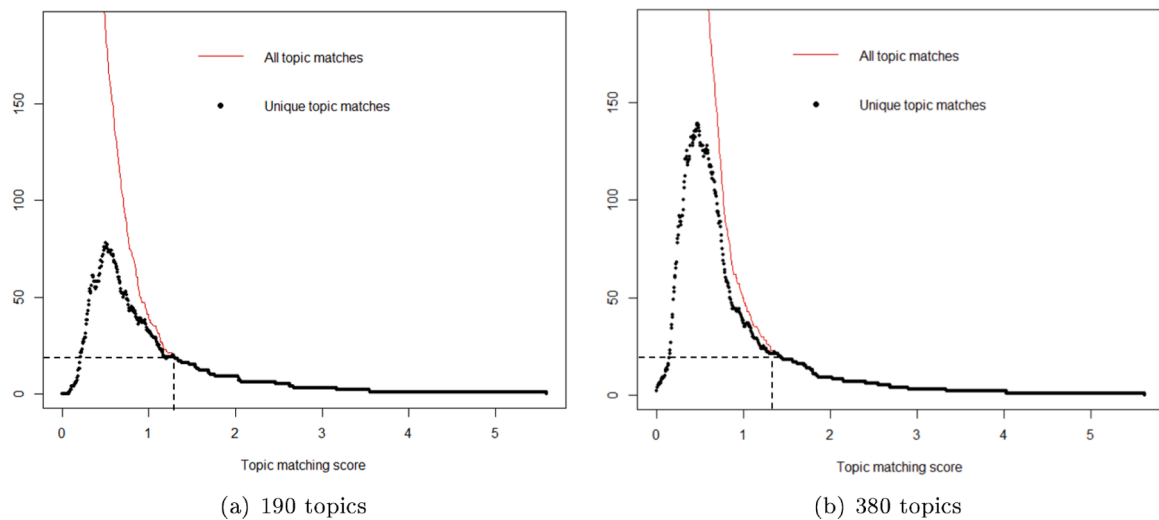 All topic matches
Unique topic matches
150
100
50
0
0 1 2 3 4 5
Topic matching score
(a) 190 topics
All topic matches
Unique topic matches
150
100
50
0
0 1 2 3 4 5
Topic matching score
(b) 380 topics